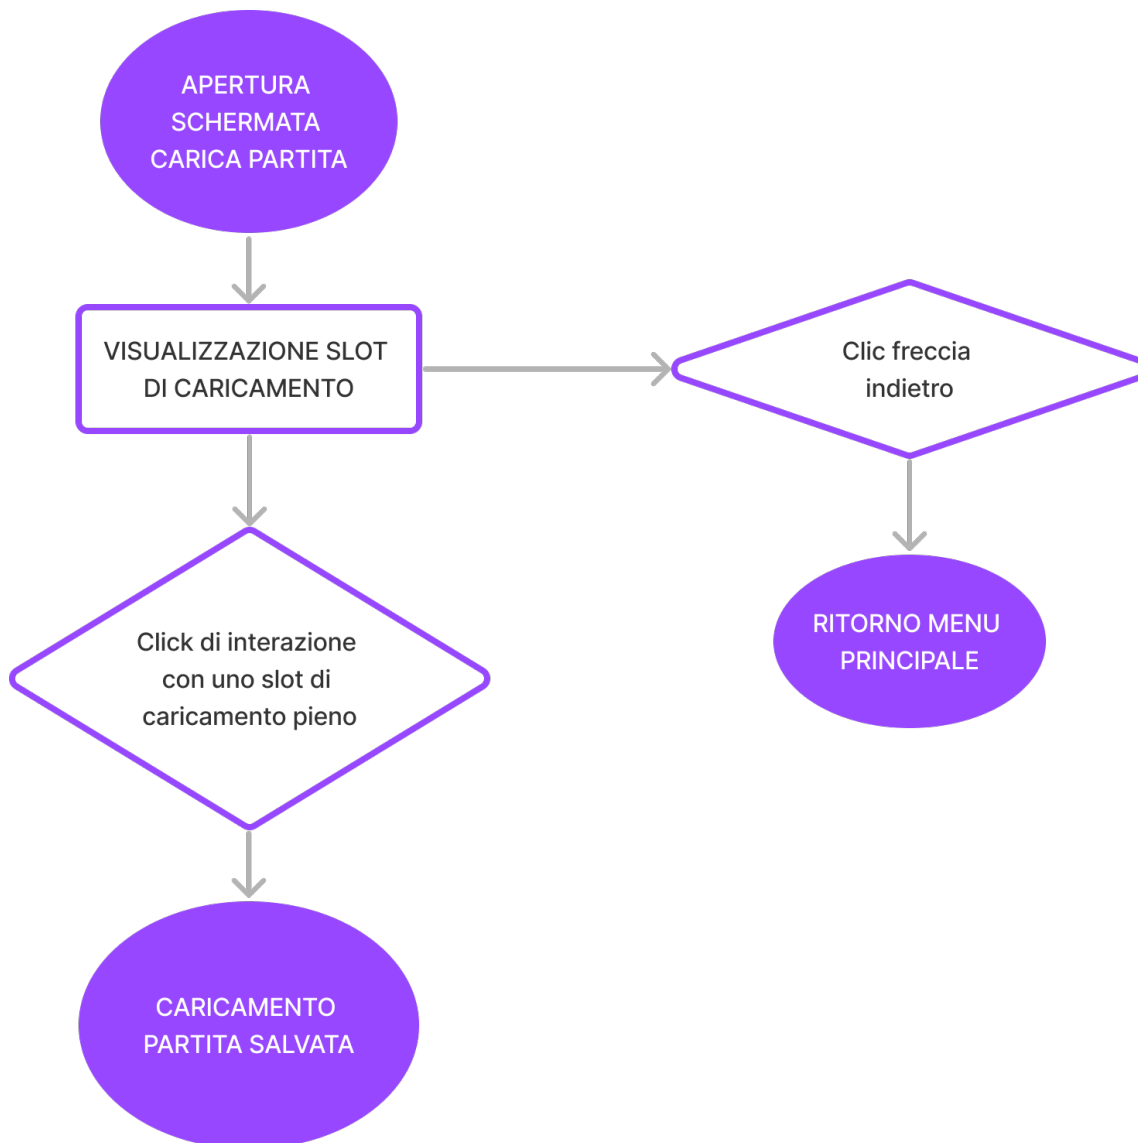 APERTURA
SCHERMATA
CARICA PARTITA
VISUALIZZAZIONE SLOT
DI CARICAMENTO
Clic freccia
indietro
Click di interazione
con uno slot di
caricamento pieno
RITORNO MENU
PRINCIPALE
CARICAMENTO
PARTITA SALVATA